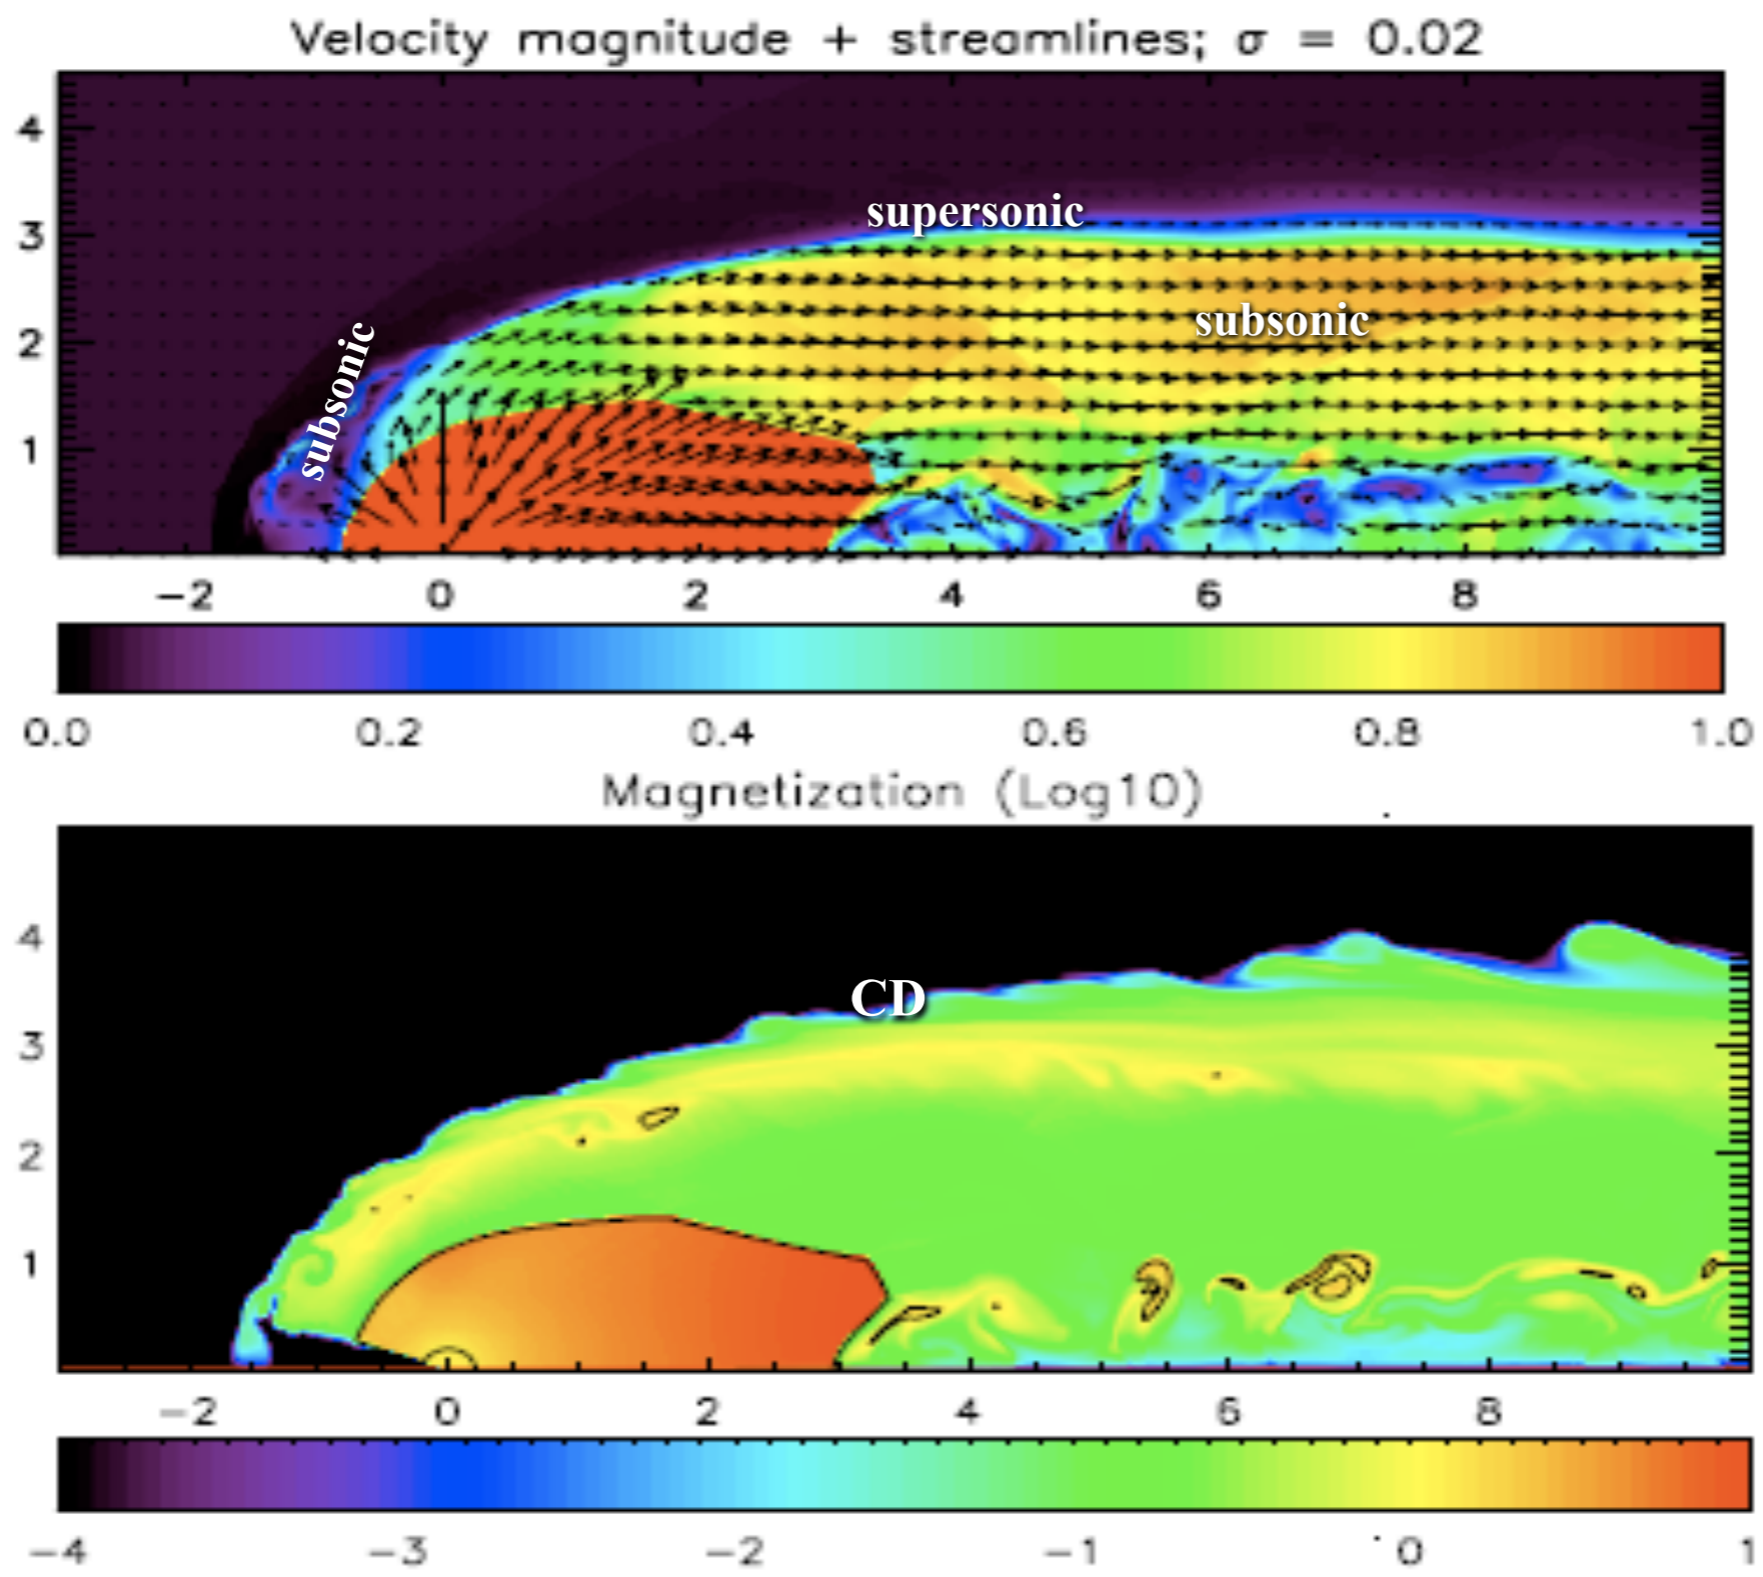 Velocity magnitude + streamlines; σ = 0.02
4
supersonic
3
subsonic
2
subsonic
1
−2 0 2 4 6 8
0.0 0.2 0.4 0.6 0.8 1.0
Magnetization (Log10)
4
CD
3
2
1
−2 0 2 4 6 8
−4 −3 −2 −1 0 1